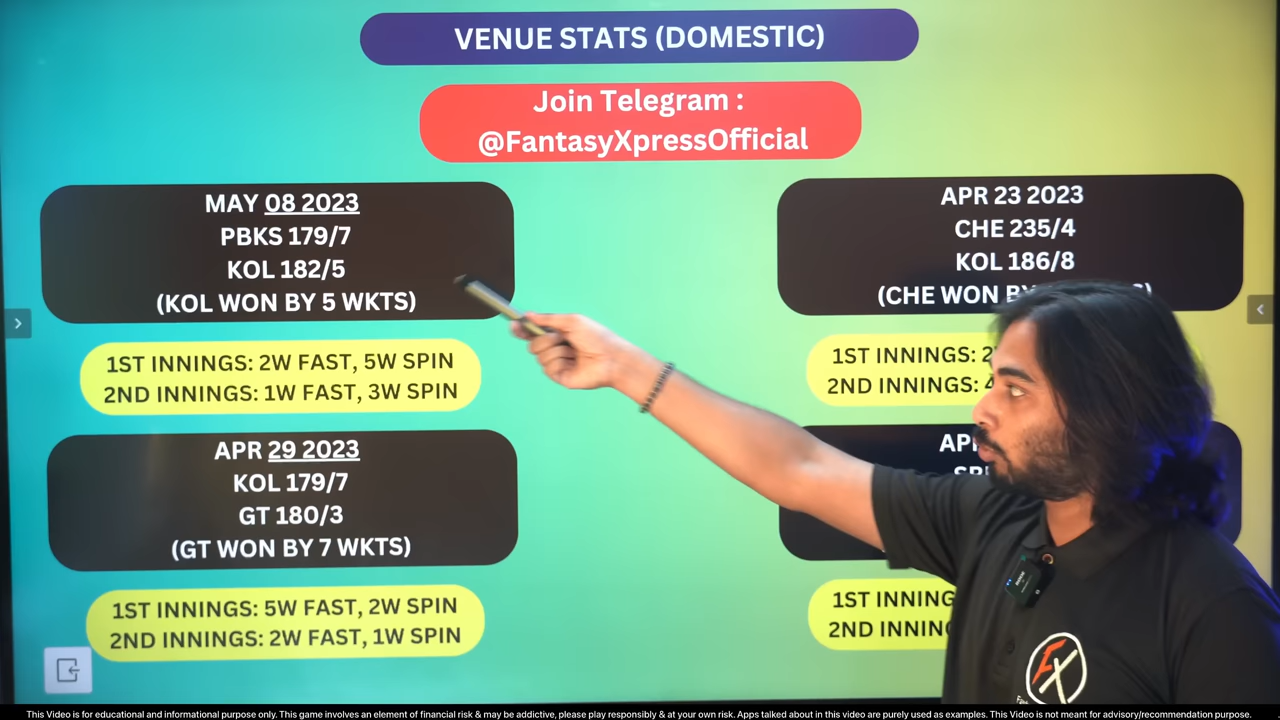 VENUE STATS (DOMESTIC)
Join Telegram :
@FantasyXpressOfficial
MAY 08 2023
PBKS 179/7
KOL 182/5
(KOL WON BY 5 WKTS)
1ST INNINGS: 2W FAST, 5W SPIN
2ND INNINGS: 1W FAST, 3W SPIN
APR 23 2023
CHE 235/4
KOL 186/8
(CHE WON
1ST INNINGS:
2ND INNINGS:
APR 29 2023
KOL 179/7
GT 180/3
(GT WON BY 7 WKTS)
1ST INNINGS: 5W FAST, 2W SPIN
2ND INNINGS: 2W FAST, 1W SPIN
1ST
2ND
FX
This Video is for educational and informational purpose only. This game involves an element of financial risk & may be addictive, please play responsibly & at your own risk. Apps talked about in this video are purely used as examples. This Video is not meant for advisory/recommendation purpose.